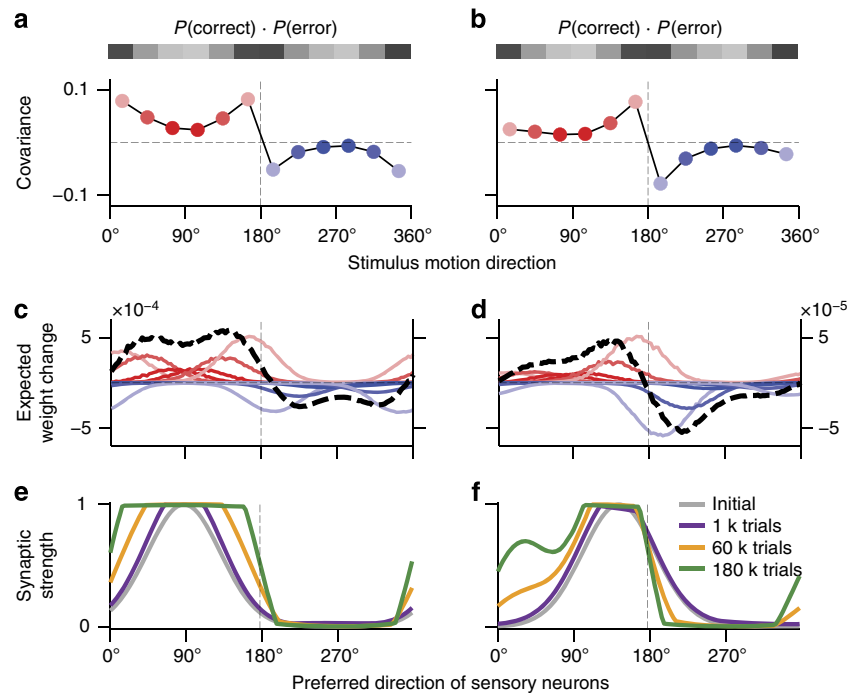 a
b
P(correct) · P(error)
P(correct) · P(error)
Covariance
0.1
−0.1
0° 90° 180° 270° 360°
0° 90° 180° 270° 360°
Stimulus motion direction
c
d
×10⁻⁴
×10⁻⁵
Expected weight change
5
−5
5
−5
e
f
Synaptic strength
1
0
Initial
1 k trials
60 k trials
180 k trials
0° 90° 180° 270°
0° 90° 180° 270°
Preferred direction of sensory neurons